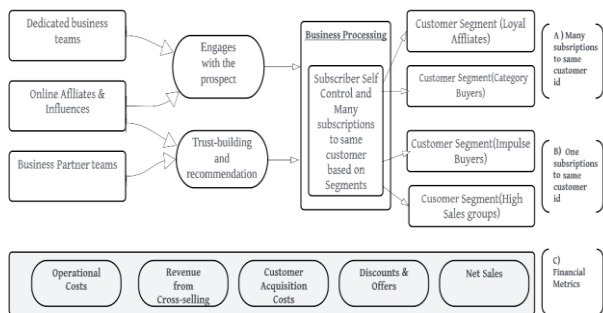 Dedicated business
teams
Online Afiliates &
Influences
Business Partner teams
Engages
with the
prospect
Trust-building
and
recommendation
Business Processing
Subscriber Self
Control and Many
subscriptions
to same
customer
based on
Segments
Customer Segment (Loyal
Affliates)
Customer Segment(Category
Buyers)
Customer Segment(Impulse
Buyers)
Cusomer Segment(High
Sales groups)
A ) Many
subsriptions
to same
customer
id
B) One
subsriptions
to same
customer
id
Operational
Costs
Revenue
from
Cross-selling
Customer
Acquisition
Costs
Discounts &
Offers
Net Sales
C)
Financial
Metrics